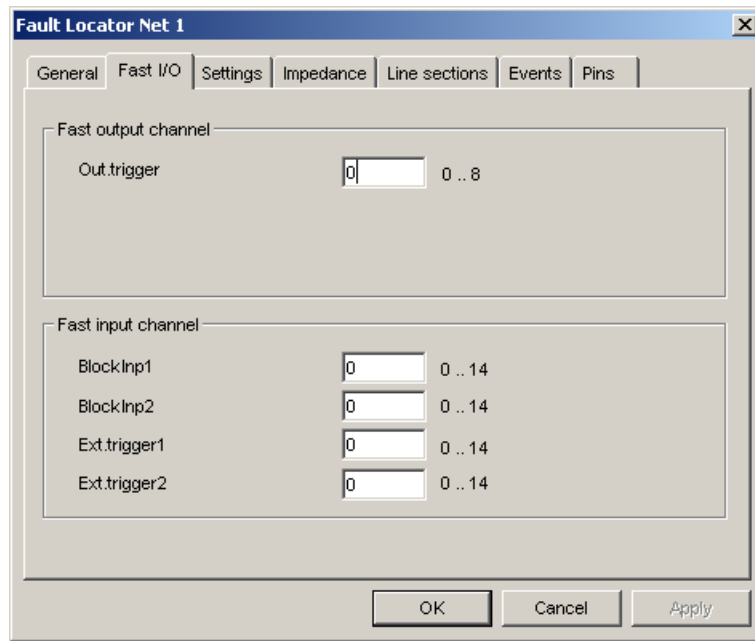 Fault Locator Net 1
General Fast I/O Settings Impedance Line sections Events Pins
Fast output channel
Out.trigger 0 0 .. 8
Fast input channel
BlockInp1 0 0 .. 14
BlockInp2 0 0 .. 14
Ext.trigger1 0 0 .. 14
Ext.trigger2 0 0 .. 14
OK Cancel Apply